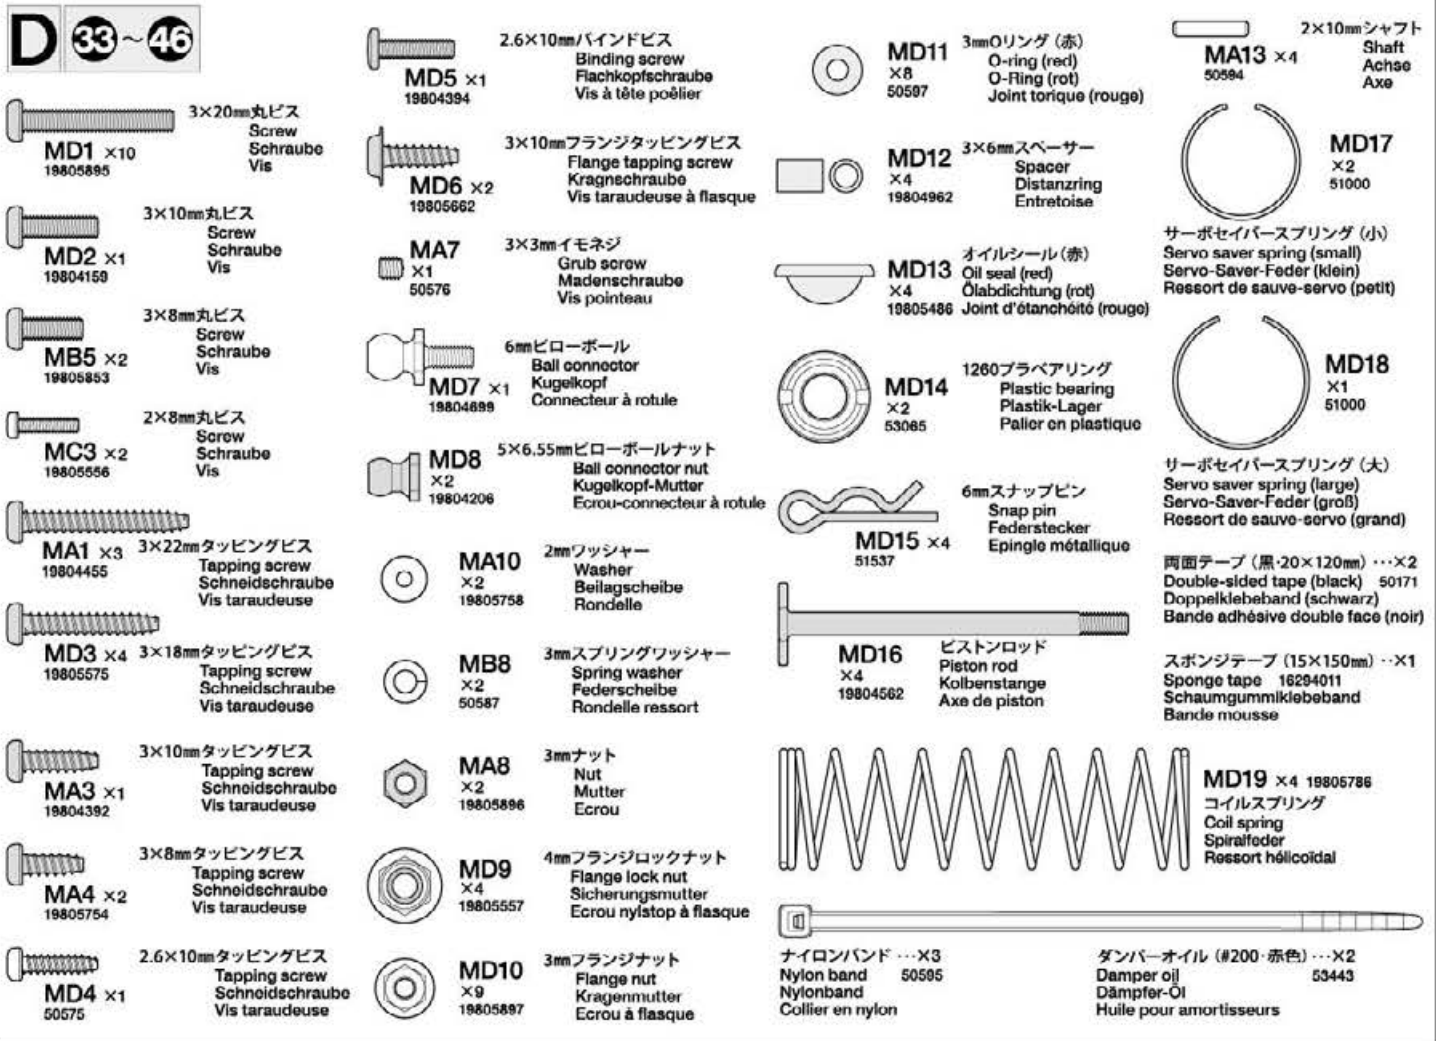 D 33～46
MD1 ×10
19805895
3×20mm丸ビス
Screw
Schraube
Vis
MD2 ×1
19804159
3×10mm丸ビス
Screw
Schraube
Vis
MB5 ×2
19805853
3×8mm丸ビス
Screw
Schraube
Vis
MC3 ×2
19805556
2×8mm丸ビス
Screw
Schraube
Vis
MA1 ×3
19804455
3×22mmタッピングビス
Tapping screw
Schneidschraube
Vis taraudeuse
MD3 ×4
19805575
3×18mmタッピングビス
Tapping screw
Schneidschraube
Vis taraudeuse
MA3 ×1
19804392
3×10mmタッピングビス
Tapping screw
Schneidschraube
Vis taraudeuse
MA4 ×2
19805754
3×8mmタッピングビス
Tapping screw
Schneidschraube
Vis taraudeuse
MD4 ×1
50575
2.6×10mmタッピングビス
Tapping screw
Schneidschraube
Vis taraudeuse
MD5 ×1
19804394
2.6×10mmバインドビス
Binding screw
Flachkopfschraube
Vis à tête poêlier
MD6 ×2
19805662
3×10mmフランジタッピングビス
Flange tapping screw
Kragnschraube
Vis taraudeuse à flasque
MA7
×1
50576
3×3mmイモネジ
Grub screw
Madenschraube
Vis pointeau
MD7 ×1
19804699
6mmピローボール
Ball connector
Kugelkopf
Connecteur à rotule
MD8
×2
19804206
5×6.55mmピローボールナット
Ball connector nut
Kugelkopf-Mutter
Ecrou-connecteur à rotule
MA10
×2
19805758
2mmワッシャー
Washer
Beilagscheibe
Rondelle
MB8
×2
50587
3mmスプリングワッシャー
Spring washer
Federscheibe
Rondelle ressort
MA8
×2
19805896
3mmナット
Nut
Mutter
Ecrou
MD9
×4
19805557
4mmフランジロックナット
Flange lock nut
Sicherungsmutter
Ecrou nylstop à flasque
MD10
×9
19805897
3mmフランジナット
Flange nut
Kragenmutter
Ecrou à flasque
MD11
×8
50597
3mmOリング（赤）
O-ring (red)
O-Ring (rot)
Joint torique (rouge)
MD12
×4
19804962
3×6mmスペーサー
Spacer
Distanzring
Entretoise
MD13
×4
19805486
オイルシール（赤）
Oil seal (red)
Ölabdichtung (rot)
Joint d'étanchéité (rouge)
MD14
×2
53065
1260プラベアリング
Plastic bearing
Plastik-Lager
Palier en plastique
MD15 ×4
51537
6mmスナップピン
Snap pin
Federstecker
Epingle métallique
MD16
×4
19804562
ピストンロッド
Piston rod
Kolbenstange
Axe de piston
MA13 ×4
50594
2×10mmシャフト
Shaft
Achse
Axe
MD17
×2
51000
サーボセイバースプリング（小）
Servo saver spring (small)
Servo-Saver-Feder (klein)
Ressort de sauve-servo (petit)
MD18
×1
51000
サーボセイバースプリング（大）
Servo saver spring (large)
Servo-Saver-Feder (groß)
Ressort de sauve-servo (grand)
両面テープ（黒·20×120mm）…×2
Double-sided tape (black) 50171
Doppelklebeband (schwarz)
Bande adhésive double face (noir)
スポンジテープ（15×150mm）‥×1
Sponge tape 16294011
Schaumgummiklebeband
Bande mousse
MD19 ×4 19805786
コイルスプリング
Coil spring
Spiralfeder
Ressort hélicoïdal
ナイロンバンド …×3
Nylon band 50595
Nylonband
Collier en nylon
ダンパーオイル（#200·赤色）…×2
Damper oil 53443
Dämpfer-Öl
Huile pour amortisseurs